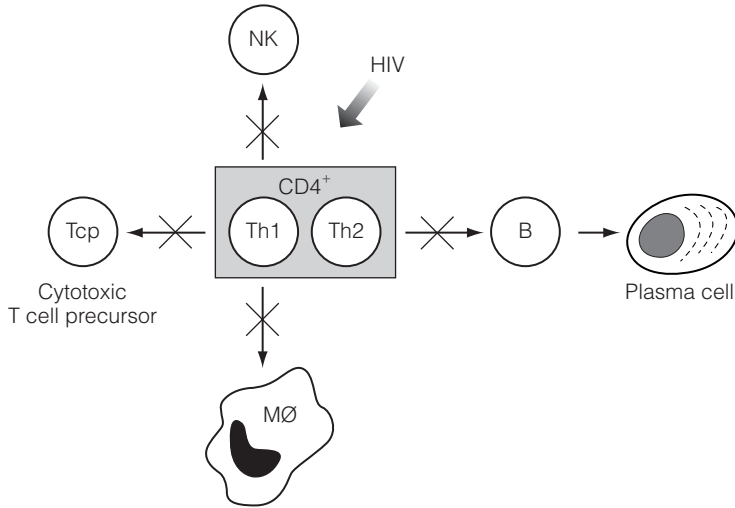 NK
HIV
CD4+
Tcp
Th1
Th2
B
Cytotoxic
T cell precursor
Plasma cell
MØ